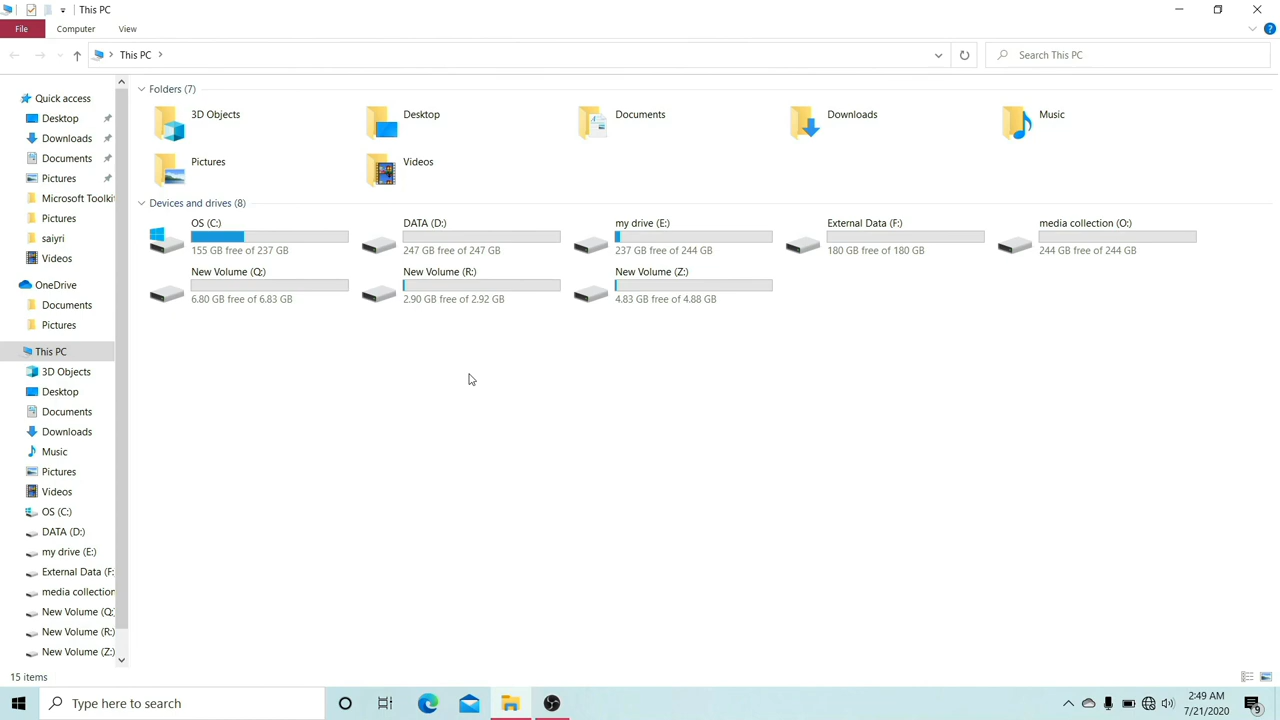 This PC
File
Computer
View
This PC
Search This PC
Quick access
Desktop
Downloads
Documents
Pictures
Microsoft Toolki
Pictures
saiyri
Videos
OneDrive
Documents
Pictures
This PC
3D Objects
Desktop
Documents
Downloads
Music
Pictures
Videos
OS (C:)
DATA (D:)
my drive (E:)
External Data (F:
media collection
New Volume (Q:
New Volume (R:)
New Volume (Z:)
Folders (7)
3D Objects
Desktop
Documents
Downloads
Music
Pictures
Videos
Devices and drives (8)
OS (C:)
155 GB free of 237 GB
DATA (D:)
247 GB free of 247 GB
my drive (E:)
237 GB free of 244 GB
External Data (F:)
180 GB free of 180 GB
media collection (O:)
244 GB free of 244 GB
New Volume (Q:)
6.80 GB free of 6.83 GB
New Volume (R:)
2.90 GB free of 2.92 GB
New Volume (Z:)
4.83 GB free of 4.88 GB
15 items
Type here to search
2:49 AM
7/21/2020
9